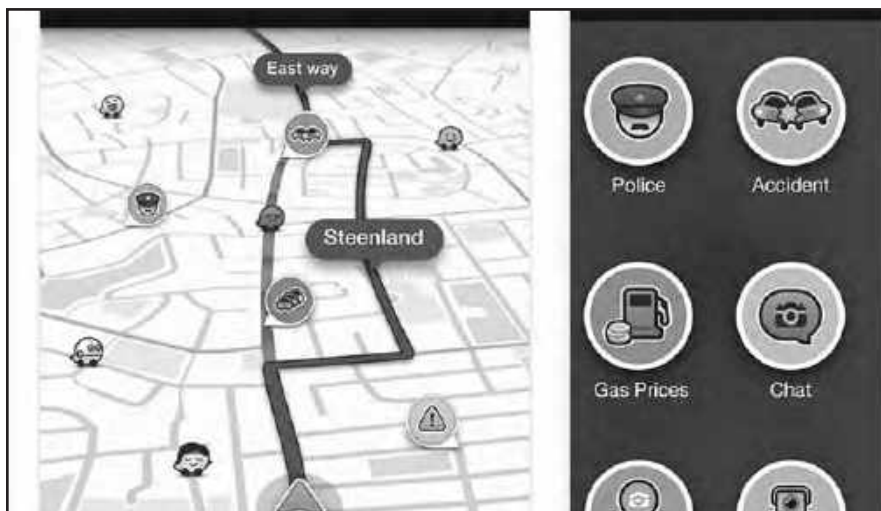 East way
Steenland
Police
Accident
Gas Prices
Chat